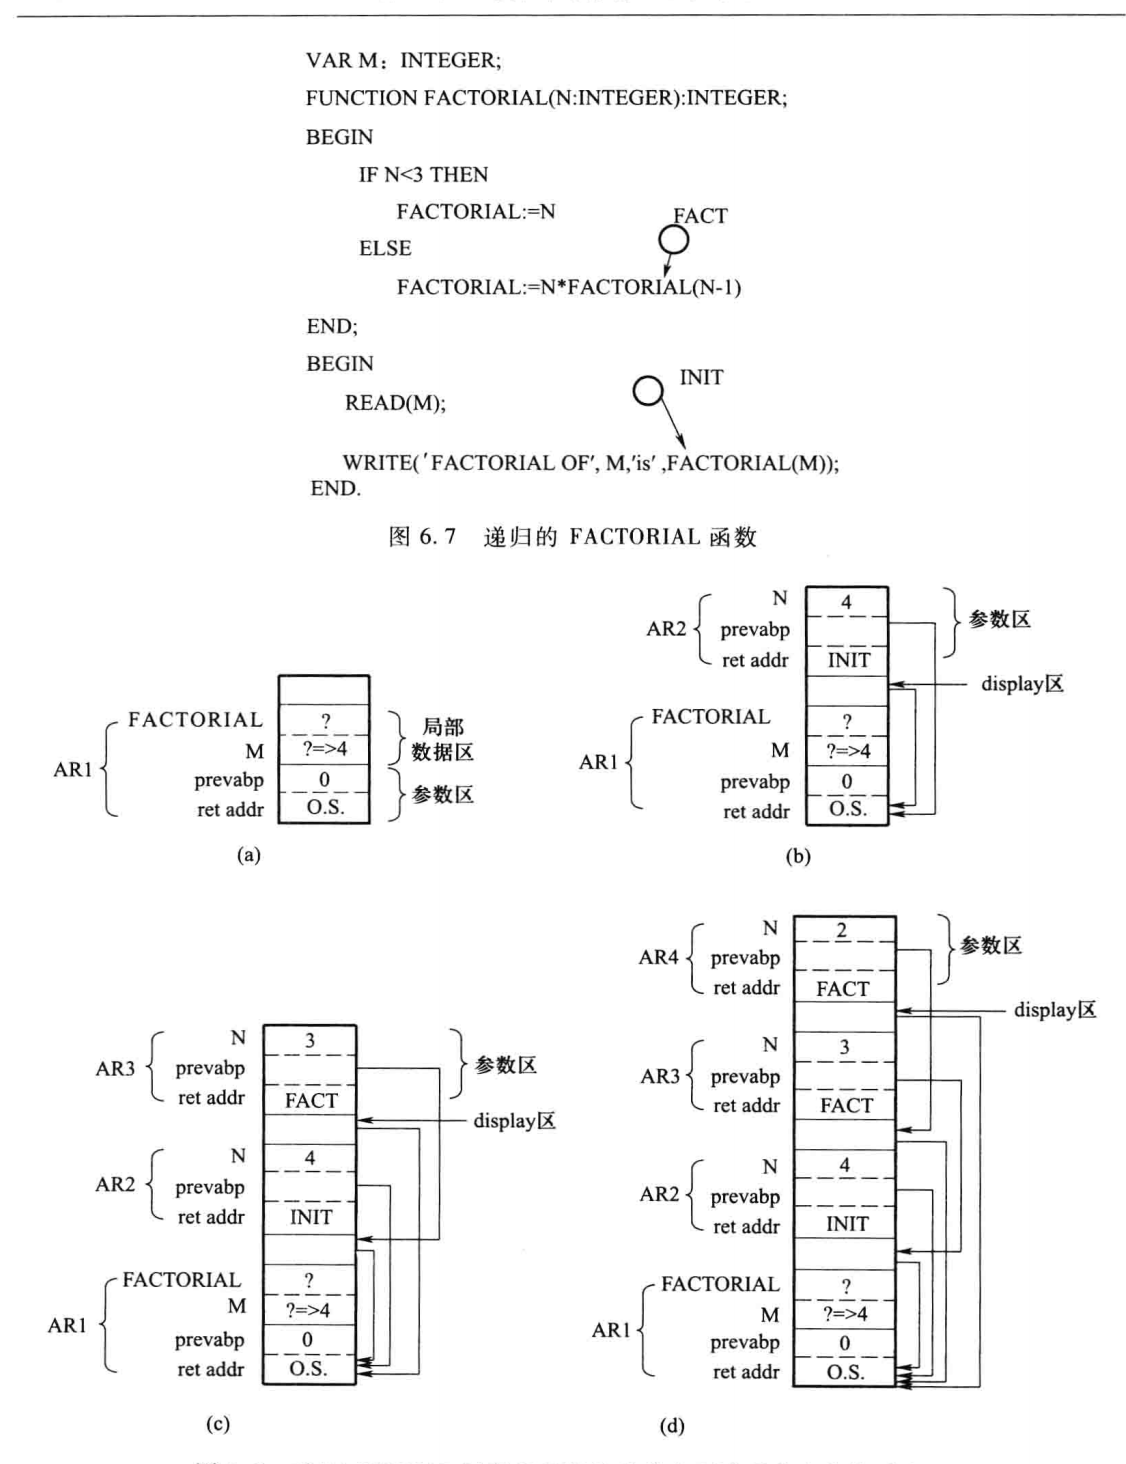 VAR M：INTEGER;
FUNCTION FACTORIAL(N:INTEGER):INTEGER;
BEGIN
IF N<3 THEN
FACTORIAL:=N
FACT
ELSE
FACTORIAL:=N*FACTORIAL(N-1)
END;
BEGIN
INIT
READ(M);
WRITE('FACTORIAL OF', M,'is' ,FACTORIAL(M));
END.
图 6.7 递归的 FACTORIAL 函数
FACTORIAL ?
M ?=>4
prevabp 0
ret addr O.S.
AR1
局部
数据区
参数区
(a)
N 4
prevabp
ret addr INIT
AR2
参数区
display区
FACTORIAL ?
M ?=>4
prevabp 0
ret addr O.S.
AR1
(b)
N 3
prevabp
ret addr FACT
AR3
参数区
display区
N 4
prevabp
ret addr INIT
AR2
FACTORIAL ?
M ?=>4
prevabp 0
ret addr O.S.
AR1
(c)
N 2
prevabp
ret addr FACT
AR4
参数区
display区
N 3
prevabp
ret addr FACT
AR3
N 4
prevabp
ret addr INIT
AR2
FACTORIAL ?
M ?=>4
prevabp 0
ret addr O.S.
AR1
(d)